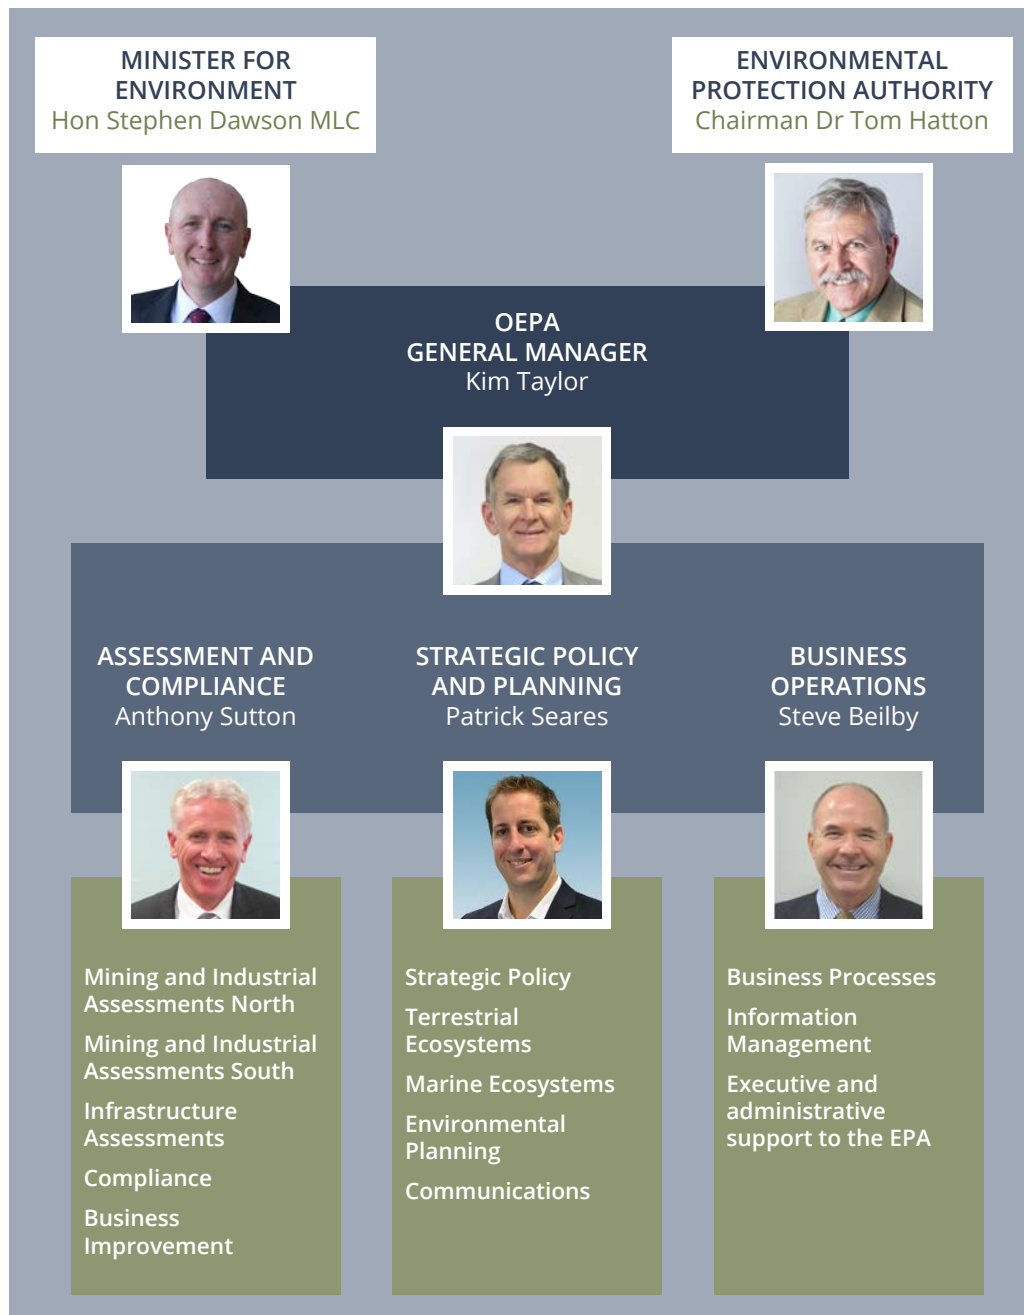 MINISTER FOR
ENVIRONMENT
Hon Stephen Dawson MLC
ENVIRONMENTAL
PROTECTION AUTHORITY
Chairman Dr Tom Hatton
OEPA
GENERAL MANAGER
Kim Taylor
ASSESSMENT AND
COMPLIANCE
Anthony Sutton
STRATEGIC POLICY
AND PLANNING
Patrick Seares
BUSINESS
OPERATIONS
Steve Beilby
Mining and Industrial
Assessments North
Mining and Industrial
Assessments South
Infrastructure
Assessments
Compliance
Business
Improvement
Strategic Policy
Terrestrial
Ecosystems
Marine Ecosystems
Environmental
Planning
Communications
Business Processes
Information
Management
Executive and
administrative
support to the EPA